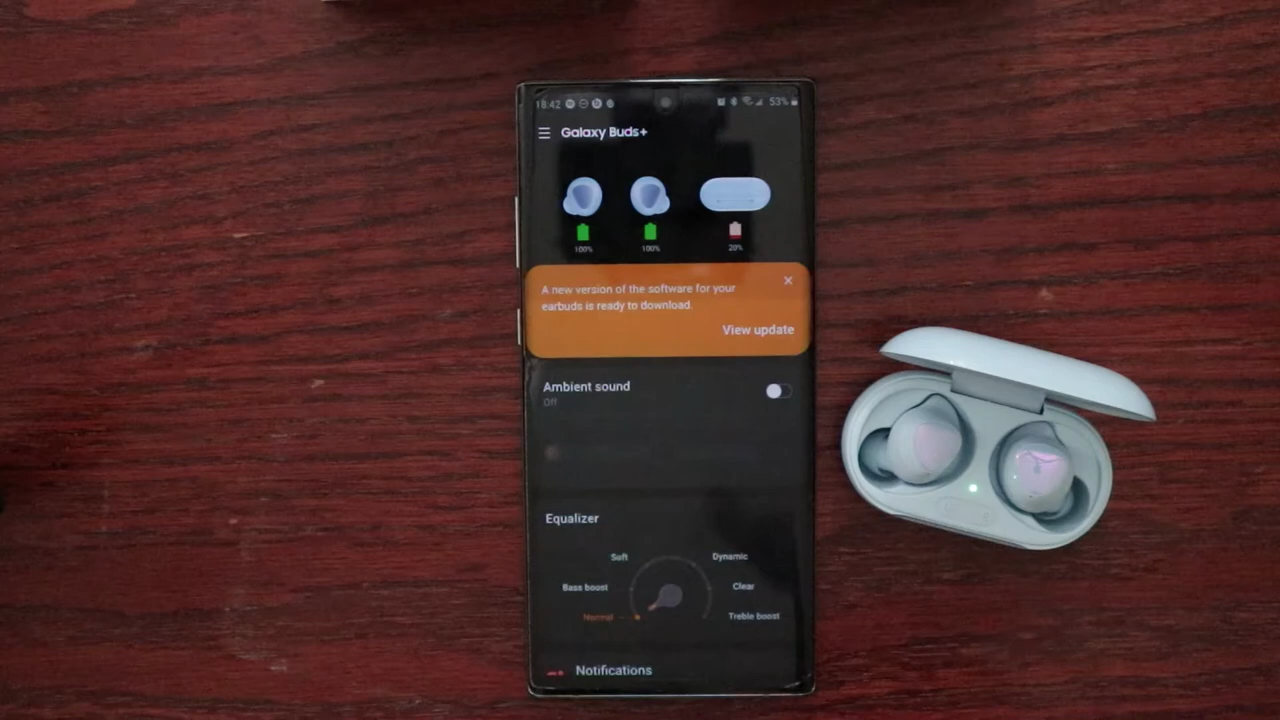 18:42
53%
Galaxy Buds+
100%
100%
20%
A new version of the software for your
earbuds is ready to download.
View update
Ambient sound
Off
Equalizer
Soft
Dynamic
Bass boost
Clear
Normal
Treble boost
Notifications